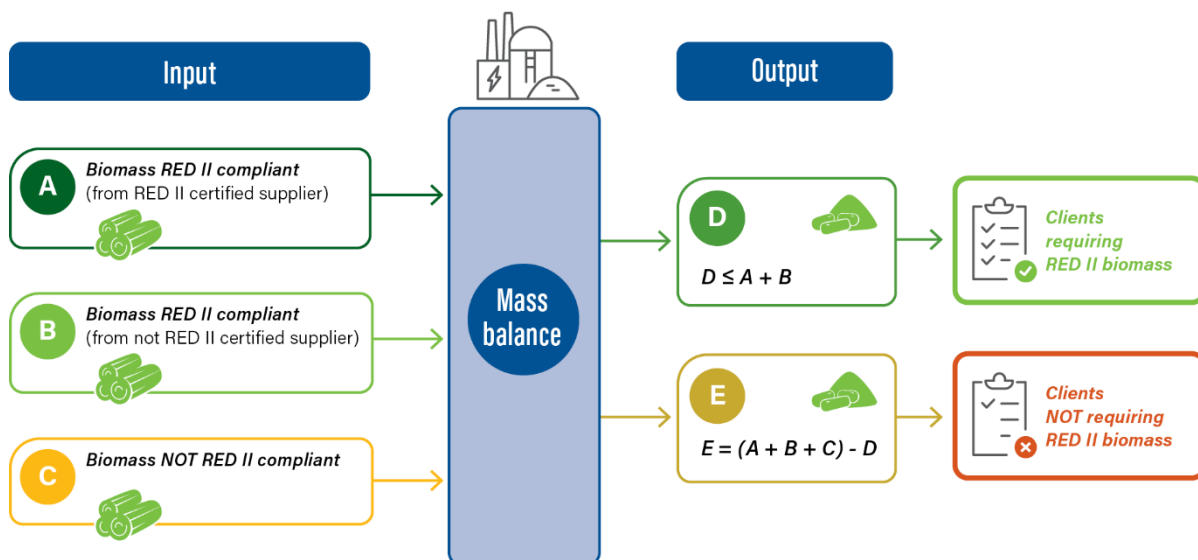 Input
Output
A
Biomass RED II compliant
(from RED II certified supplier)
B
Biomass RED II compliant
(from not RED II certified supplier)
C
Biomass NOT RED II compliant
Mass
balance
D
D ≤ A + B
Clients
requiring
RED II biomass
E
E = (A + B + C) - D
Clients
NOT requiring
RED II biomass